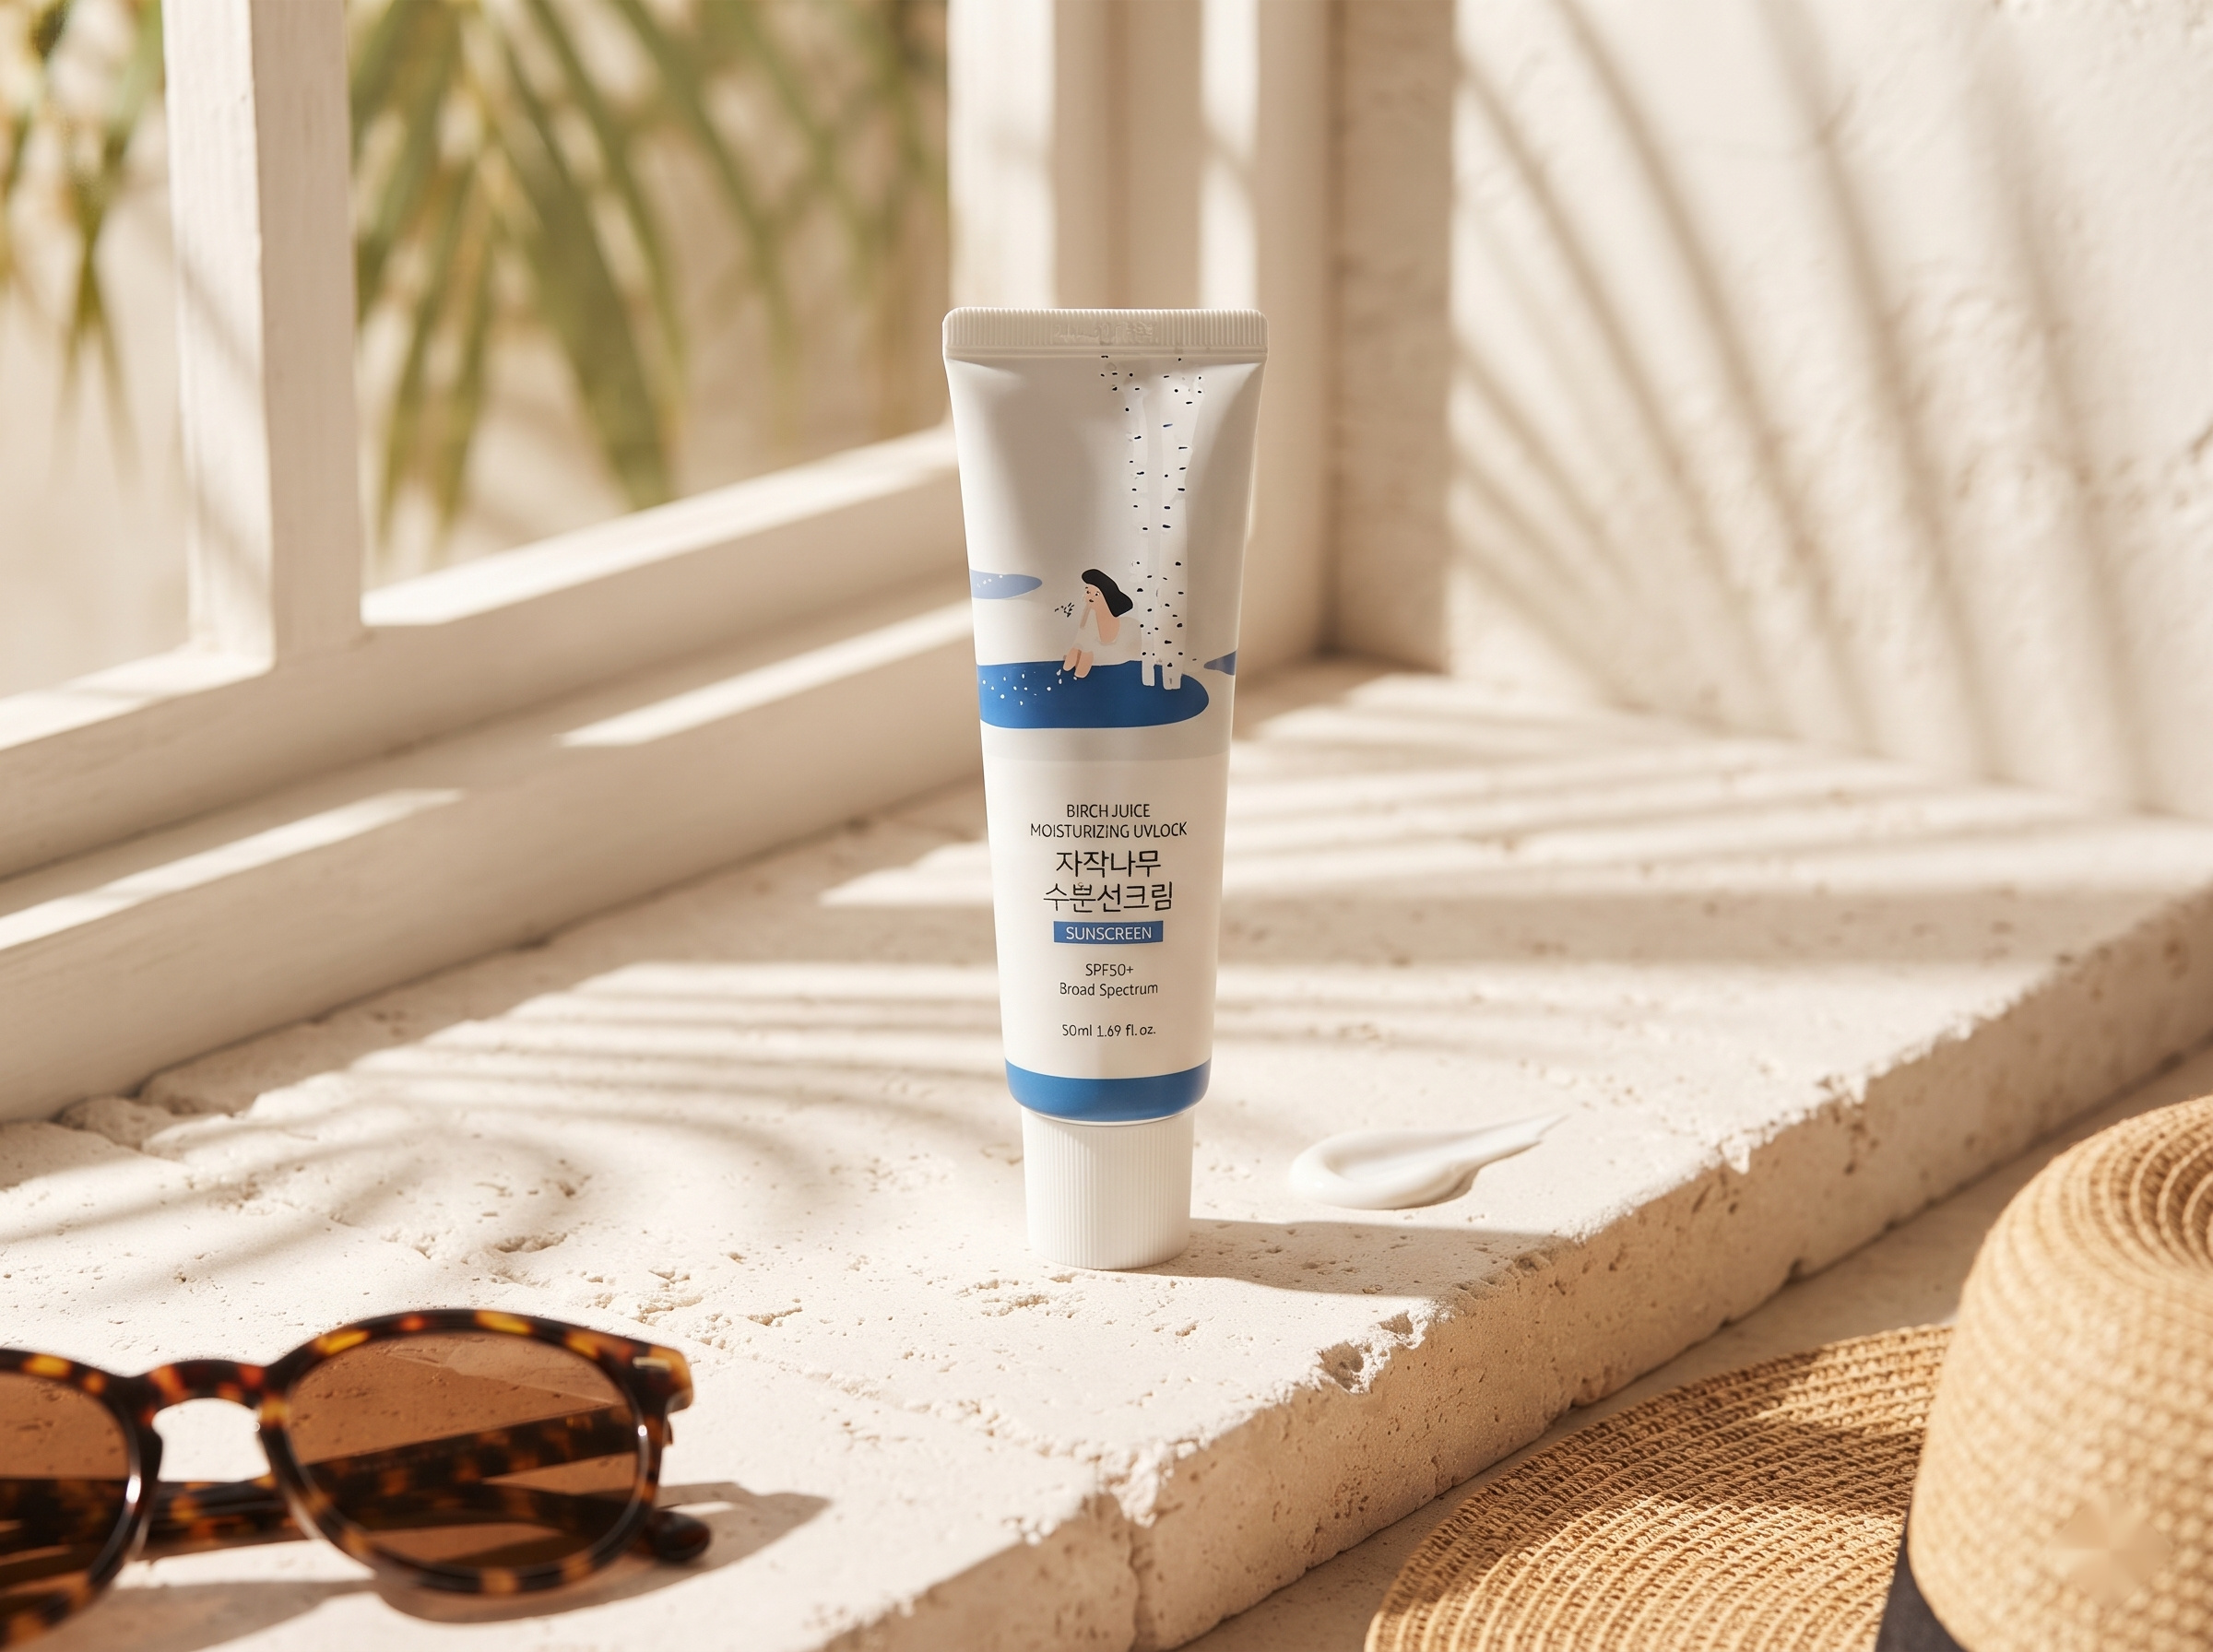 BIRCH JUICE
MOISTURIZING UVLOCK
자작나무
수분선크림
SUNSCREEN
SPF50+
Broad Spectrum
50ml 1.69 fl.oz.